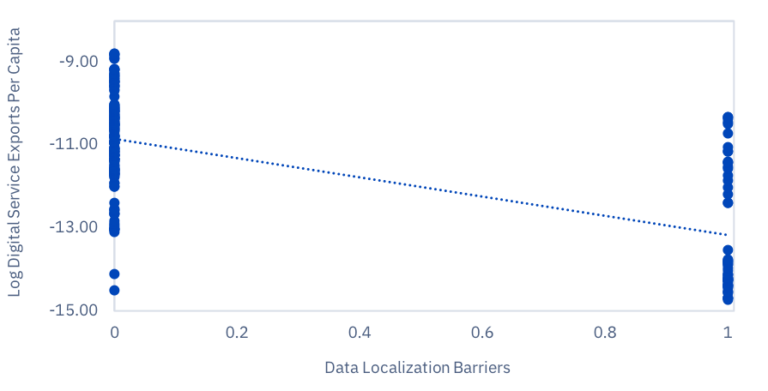 Log Digital Service Exports Per Capita
-9.00
-11.00
-13.00
-15.00
0 0.2 0.4 0.6 0.8 1
Data Localization Barriers